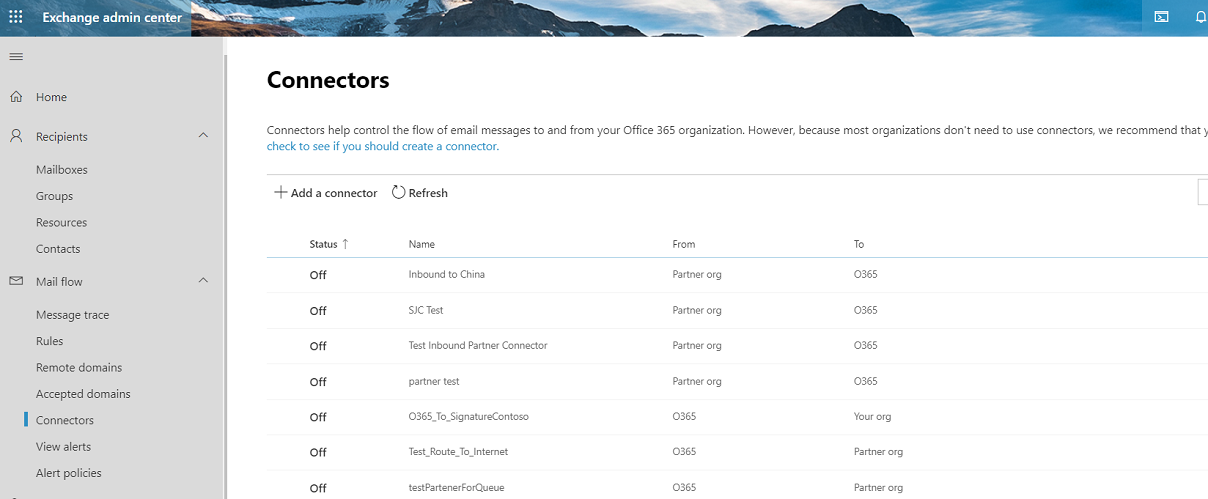 Exchange admin center
Home
Recipients
Mailboxes
Groups
Resources
Contacts
Mail flow
Message trace
Rules
Remote domains
Accepted domains
Connectors
View alerts
Alert policies
Connectors
Connectors help control the flow of email messages to and from your Office 365 organization. However, because most organizations don't need to use connectors, we recommend that
check to see if you should create a connector.
Add a connector Refresh
Status ↑ Name From To
Off Inbound to China Partner org O365
Off SJC Test Partner org O365
Off Test Inbound Partner Connector Partner org O365
Off partner test Partner org O365
Off O365_To_SignatureContoso O365 Your org
Off Test_Route_To_Internet O365 Partner org
Off testPartenerForQueue O365 Partner org